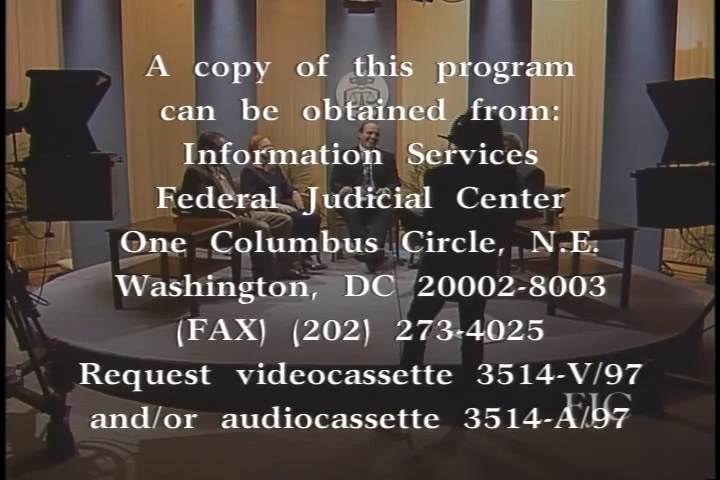 A copy of this program
can be obtained from:
Information Services
Federal Judicial Center
One Columbus Circle, N.E.
Washington, DC 20002-8003
(FAX) (202) 273-4025
Request videocassette 3514-V/97
and/or audiocassette 3514-A/97
FJC